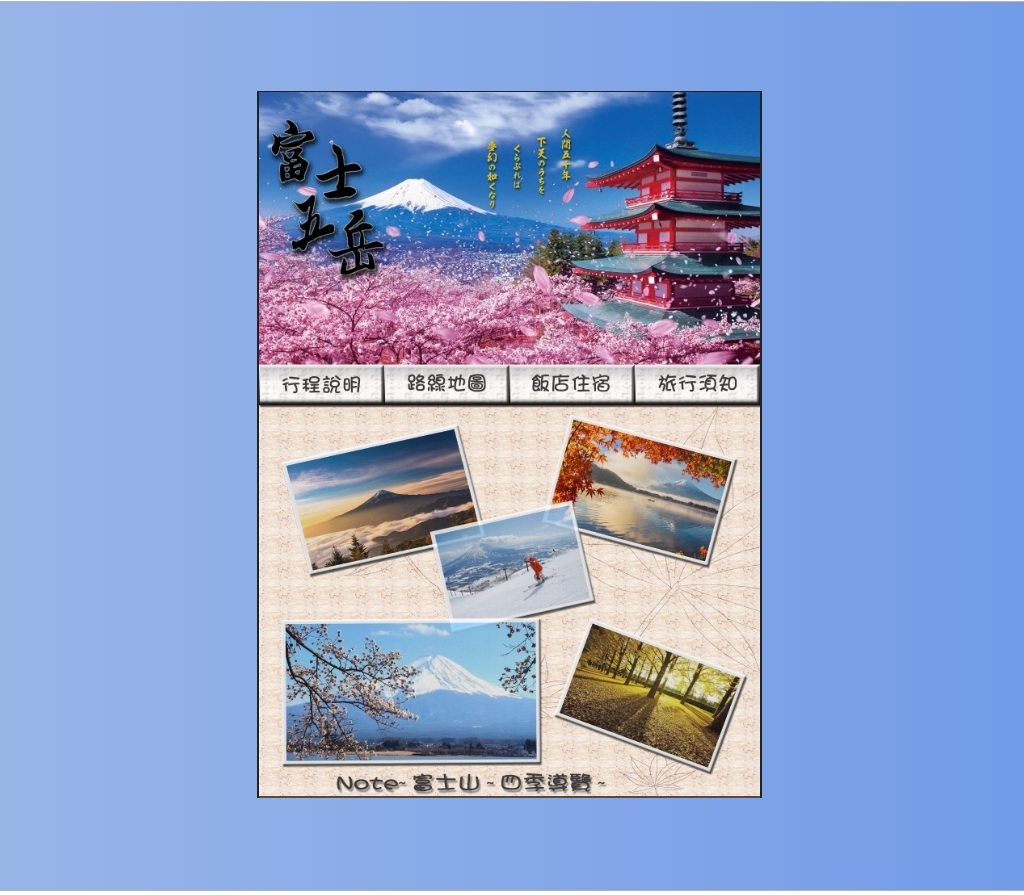 富士
五岳
人間五十年
下天のうちを
くらぶれば
夢幻の如くなり
行程說明
路線地圖
飯店住宿
旅行須知
Note~ 富士山 ~ 四季導覽 ~